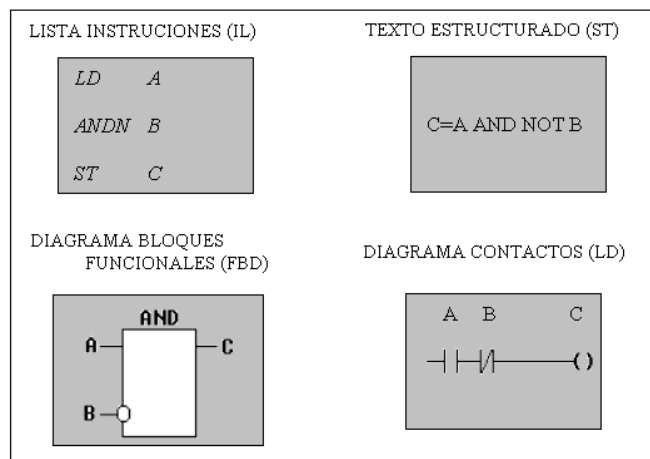 LISTA INSTRUCIONES (IL)
LD A
ANDN B
ST C
TEXTO ESTRUCTURADO (ST)
C=A AND NOT B
DIAGRAMA BLOQUES
FUNCIONALES (FBD)
AND
A C
B
DIAGRAMA CONTACTOS (LD)
A B C